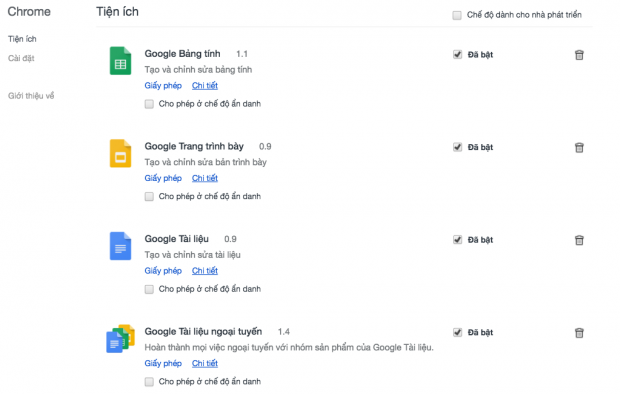 Chrome
Tiện ích
Chế độ dành cho nhà phát triển
Tiện ích
Cài đặt
Giới thiệu về
Google Bảng tính 1.1
Đã bật
Tạo và chỉnh sửa bảng tính
Giấy phép Chi tiết
Cho phép ở chế độ ẩn danh
Google Trang trình bày 0.9
Đã bật
Tạo và chỉnh sửa bản trình bày
Giấy phép Chi tiết
Cho phép ở chế độ ẩn danh
Google Tài liệu 0.9
Đã bật
Tạo và chỉnh sửa tài liệu
Giấy phép Chi tiết
Cho phép ở chế độ ẩn danh
Google Tài liệu ngoại tuyến 1.4
Đã bật
Hoàn thành mọi việc ngoại tuyến với nhóm sản phẩm của Google Tài liệu.
Giấy phép Chi tiết
Cho phép ở chế độ ẩn danh